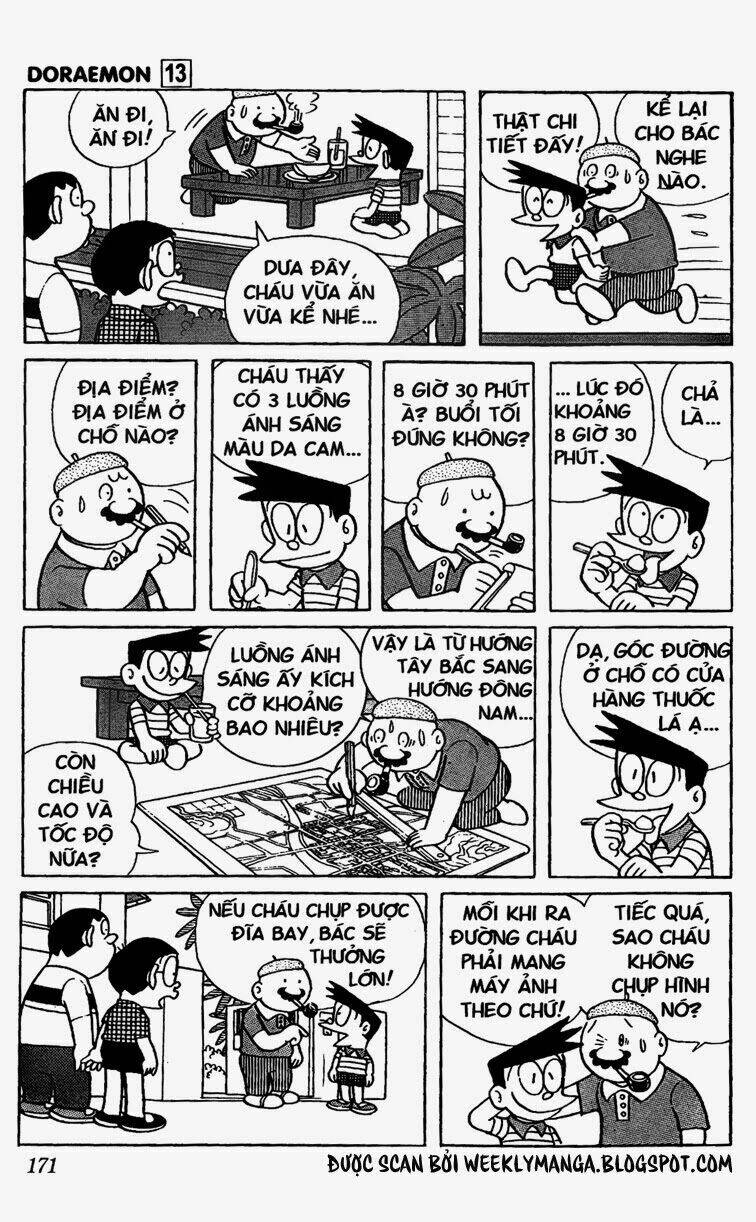 DORAEMON 13
KỂ LẠI
CHO BÁC
NGHE
NÀO.
THẬT CHI
TIẾT ĐẤY!
ĂN ĐI,
ĂN ĐI!
DƯA ĐÂY,
CHÁU VỪA ĂN
VỪA KỂ NHÉ...
CHẢ
LÀ...
... LÚC ĐÓ
KHOẢNG
8 GIỜ 30
PHÚT.
8 GIỜ 30 PHÚT
À? BUỔI TỐI
ĐÚNG KHÔNG?
CHÁU THẤY
CÓ 3 LUỒNG
ÁNH SÁNG
MÀU DA CAM...
ĐỊA ĐIỂM?
ĐỊA ĐIỂM Ở
CHỖ NÀO?
DẠ, GÓC ĐƯỜNG
Ở CHỖ CÓ CỬA
HÀNG THUỐC
LÁ Ạ...
VẬY LÀ TỪ HƯỚNG
TÂY BẮC SANG
HƯỚNG ĐÔNG
NAM...
LUỒNG ÁNH
SÁNG ẤY KÍCH
CỠ KHOẢNG
BAO NHIÊU?
CÒN
CHIỀU
CAO VÀ
TỐC ĐỘ
NỮA?
TIẾC QUÁ,
SAO CHÁU
KHÔNG
CHỤP HÌNH
NÓ?
MỖI KHI RA
ĐƯỜNG CHÁU
PHẢI MANG
MÁY ẢNH
THEO CHỨ!
NẾU CHÁU CHỤP ĐƯỢC
ĐĨA BAY, BÁC SẼ
THƯỞNG
LỚN!
171
ĐƯỢC SCAN BỞI WEEKLYMANGA.BLOGSPOT.COM